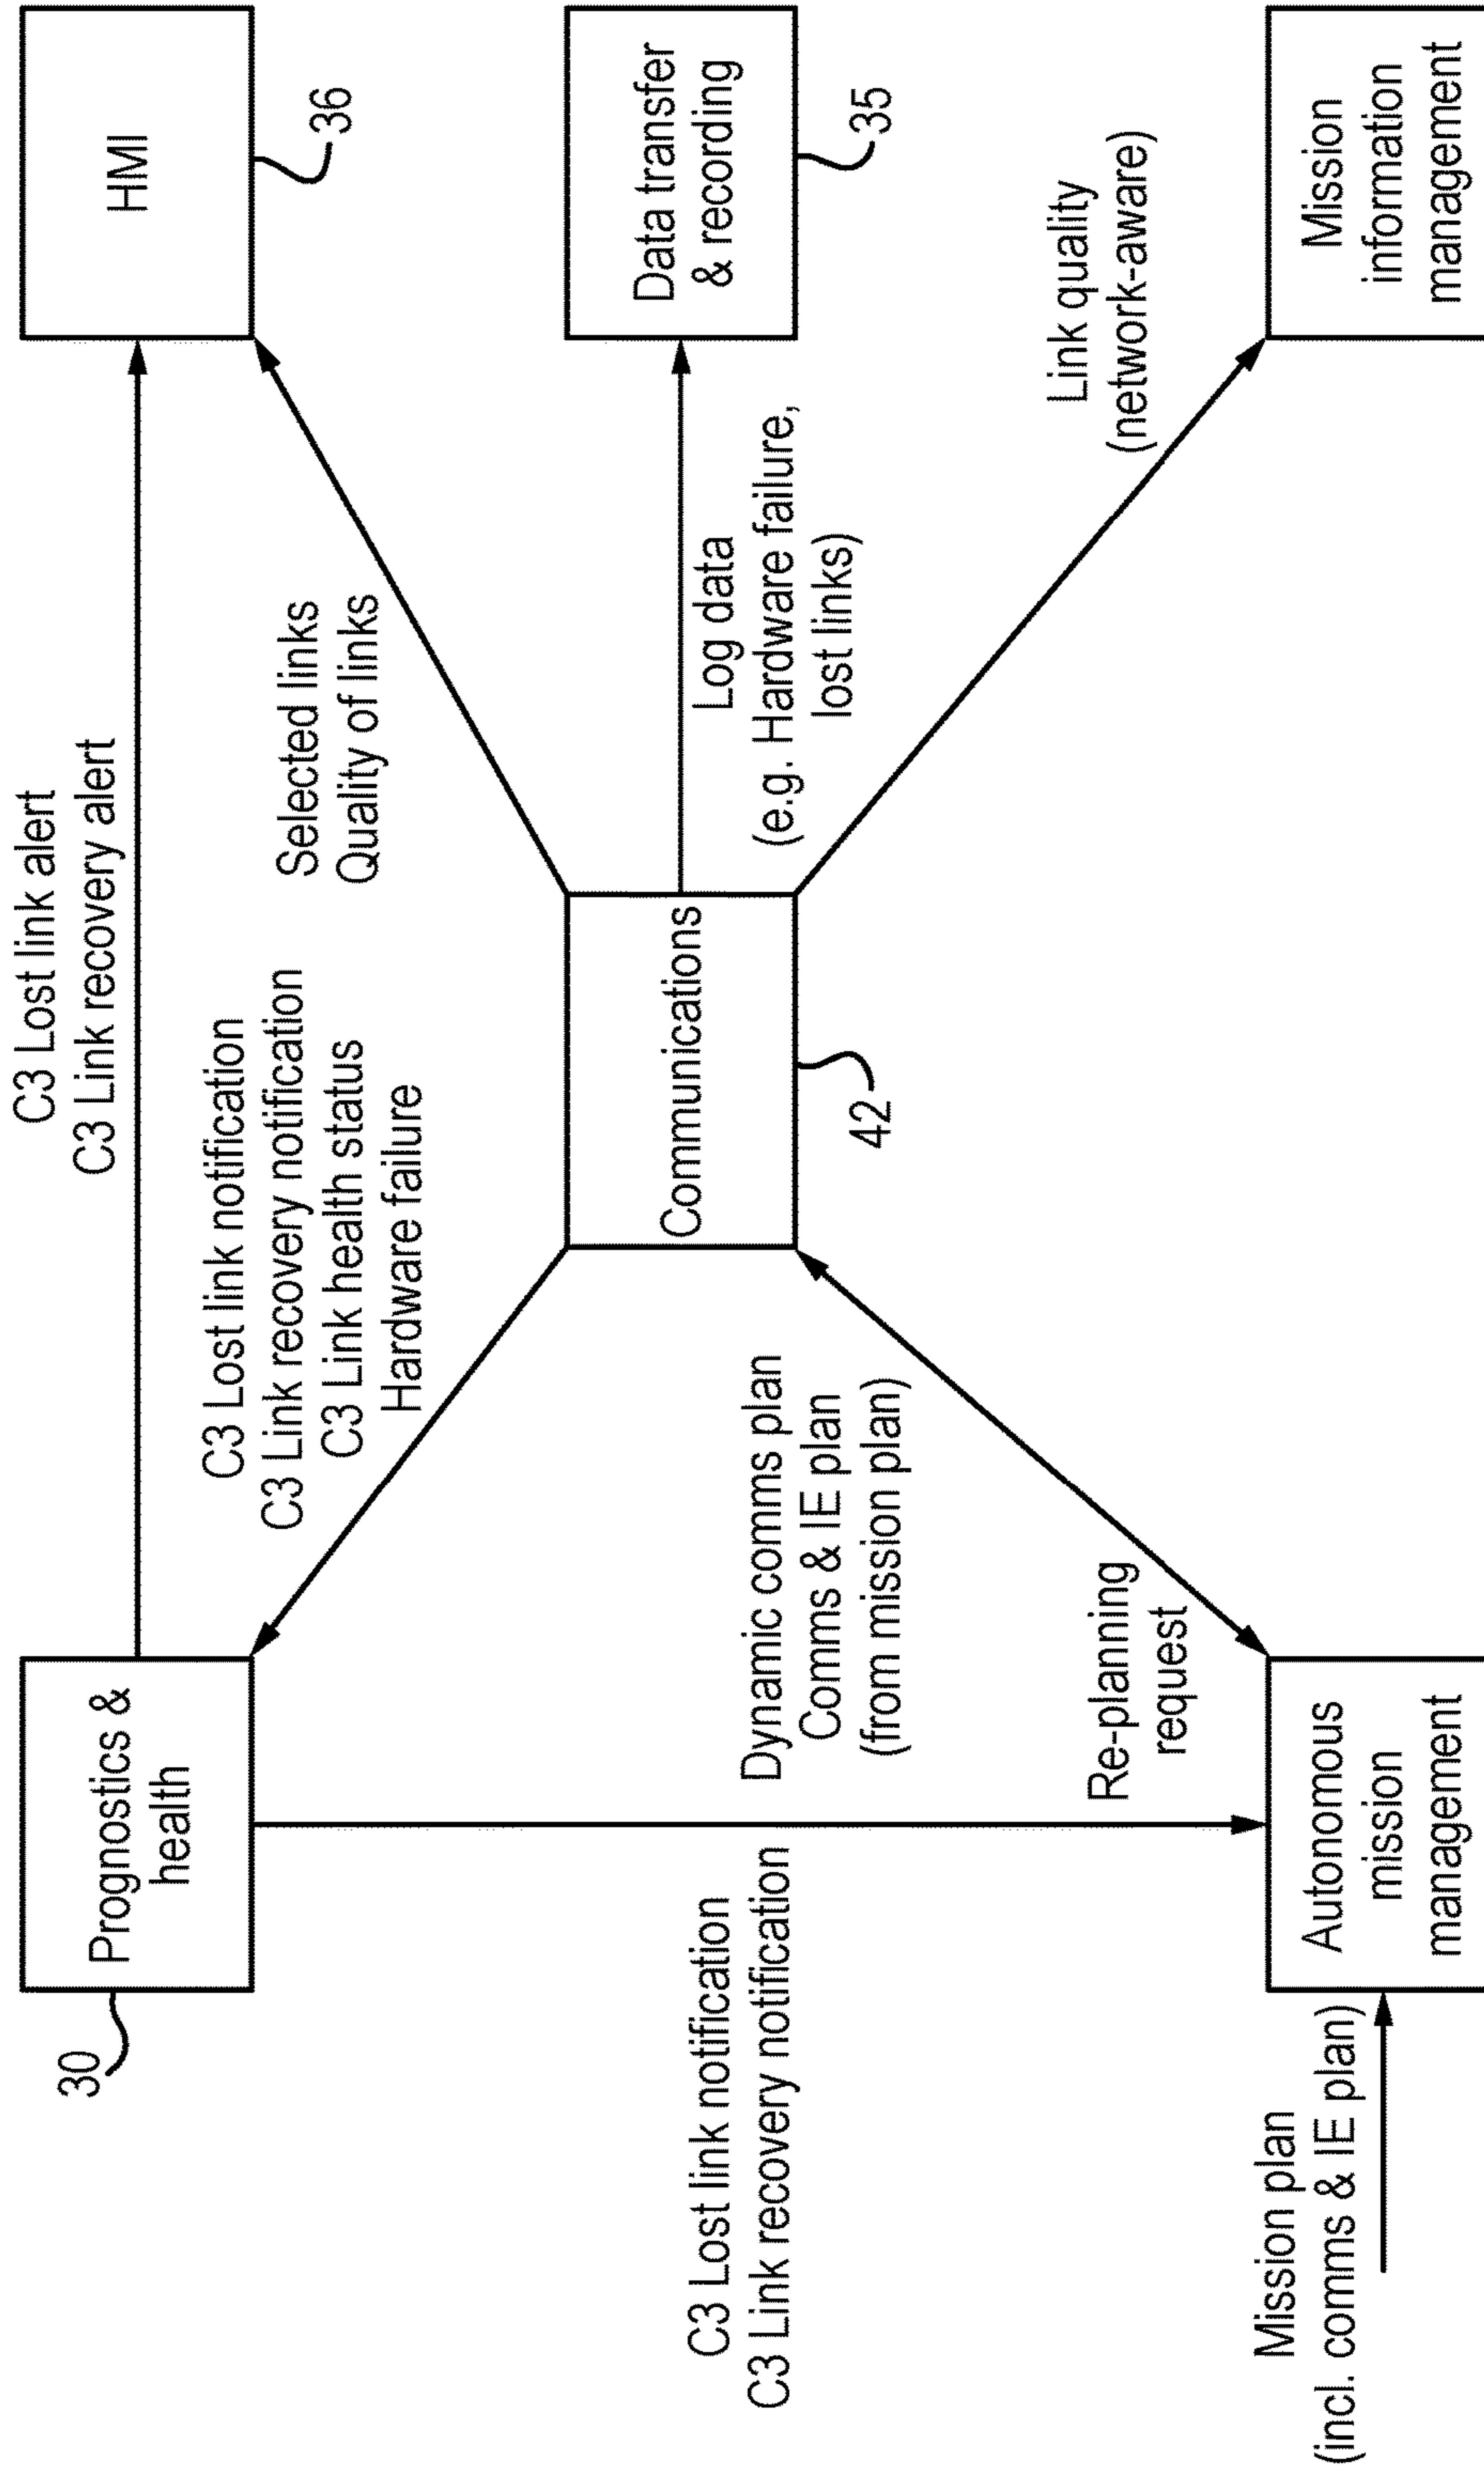 C3 Lost link alert
C3 Link recovery alert
30
Prognostics &
health
HMI
36
C3 Lost link notification
C3 Link recovery notification
C3 Link health status
Hardware failure
Selected links
Quality of links
Communications
42
Data transfer
& recording
35
Log data
(e.g. Hardware failure,
lost links)
C3 Lost link notification
C3 Link recovery notification
Dynamic comms plan
Comms & IE plan
(from mission plan)
Re-planning
request
Link quality
(network-aware)
Mission plan
(incl. comms & IE plan)
Autonomous
mission
management
Mission
information
management